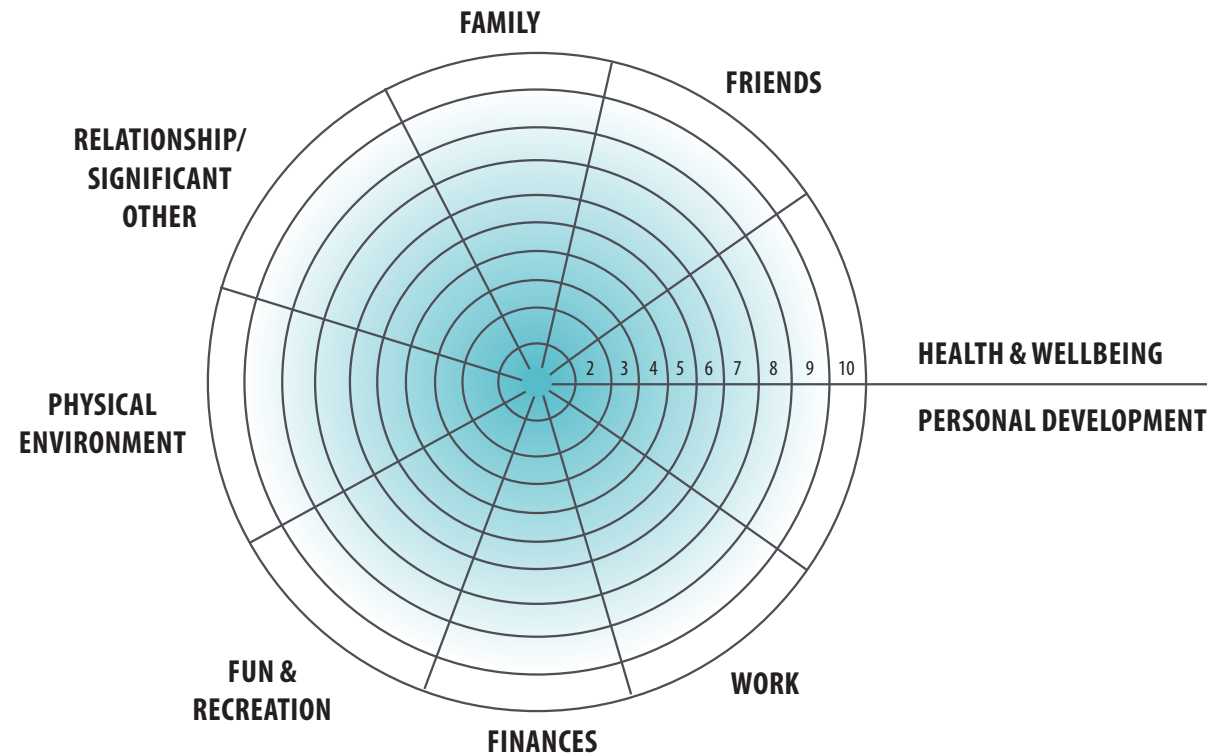 FAMILY
FRIENDS
RELATIONSHIP/
SIGNIFICANT
OTHER
2 3 4 5 6 7 8 9 10
HEALTH & WELLBEING
PERSONAL DEVELOPMENT
PHYSICAL
ENVIRONMENT
FUN &
RECREATION
WORK
FINANCES